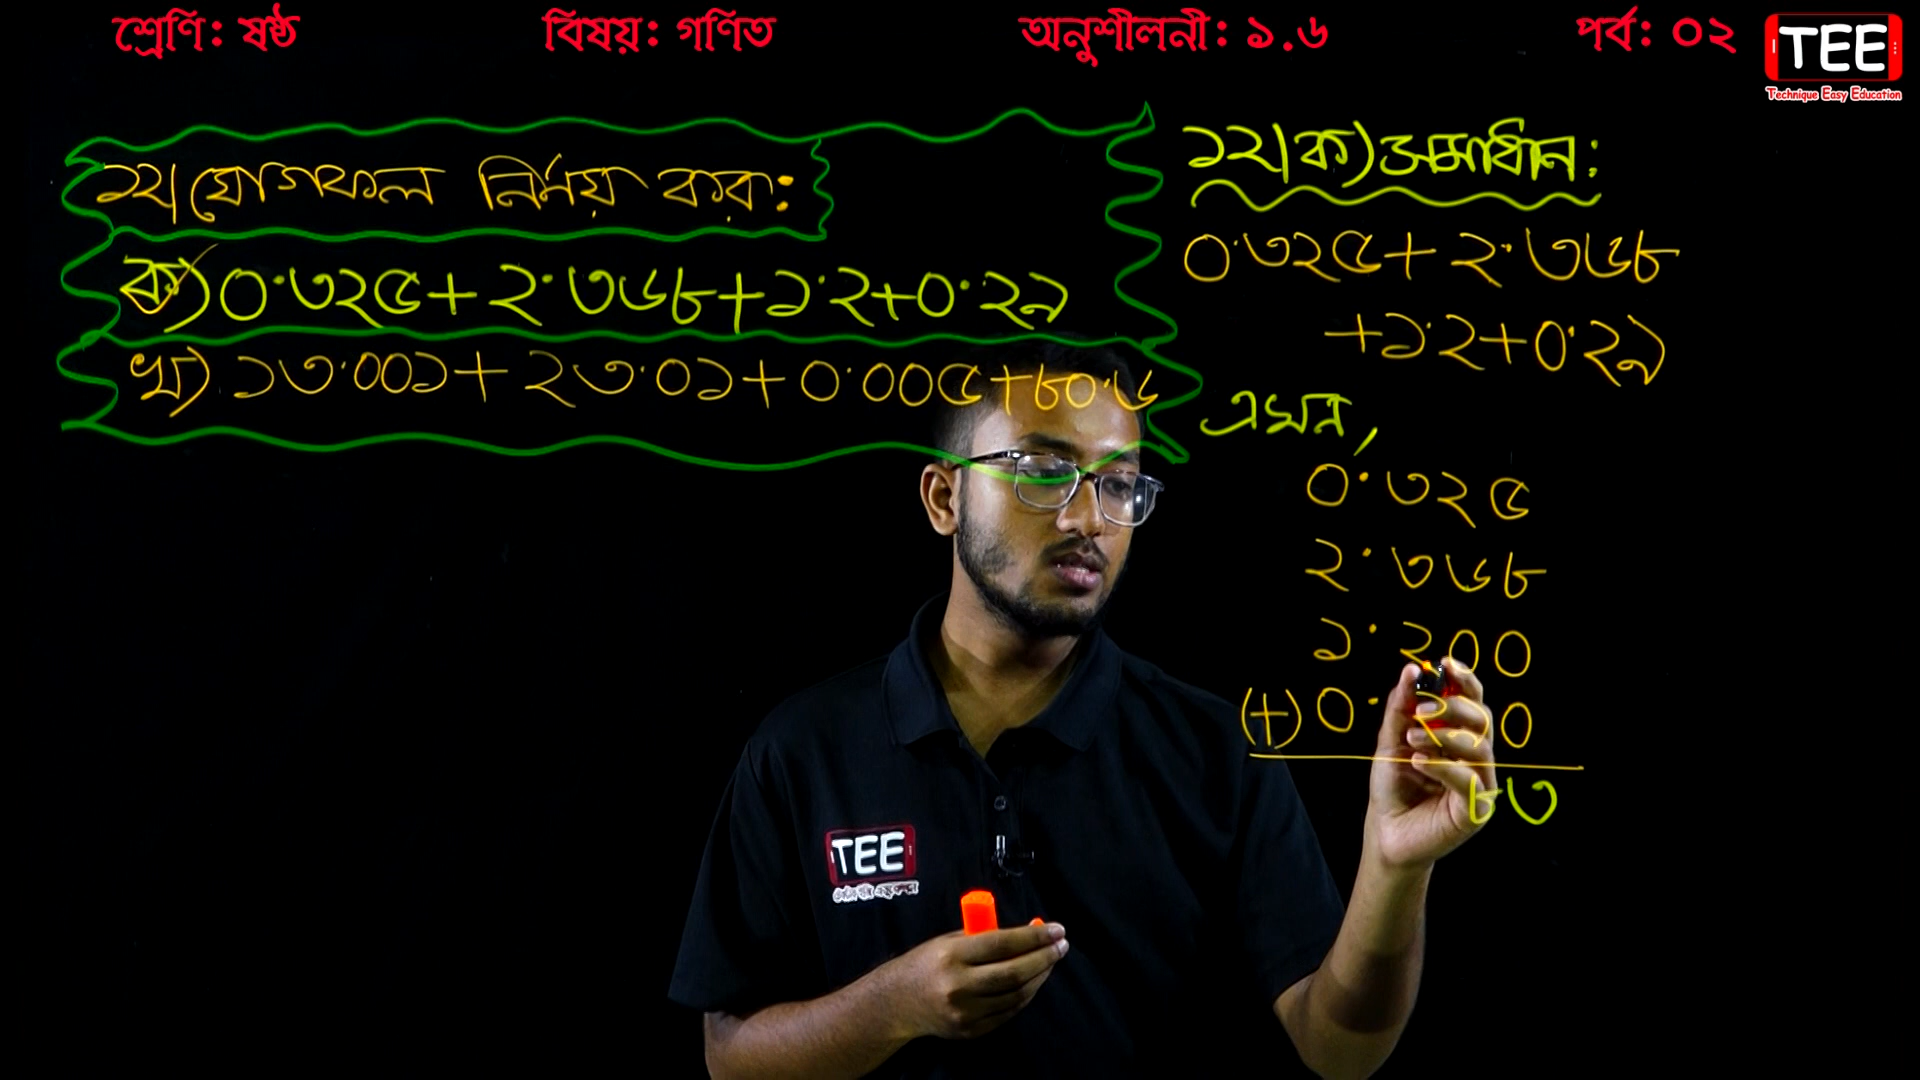 শ্রেণি: ষষ্ঠ বিষয়: গণিত অনুশীলনী: ১.৬ পর্ব: ০২
TEE
Technique Easy Education
১২। যোগফল নির্নয় কর:
ক) ০.৩২৫+২.৩৬৮+১.২+০.২৯
খ) ১৩.০০১+২৩.০১+০.০০৫+৮০.৬
১২। ক) সমাধান:
০.৩২৫+২.৩৬৮
+১.২+০.২৯
এখন,
০.৩২৫
২.৩৬৮
১.২০০
(+) ০.২৯০
৮৩
TEE